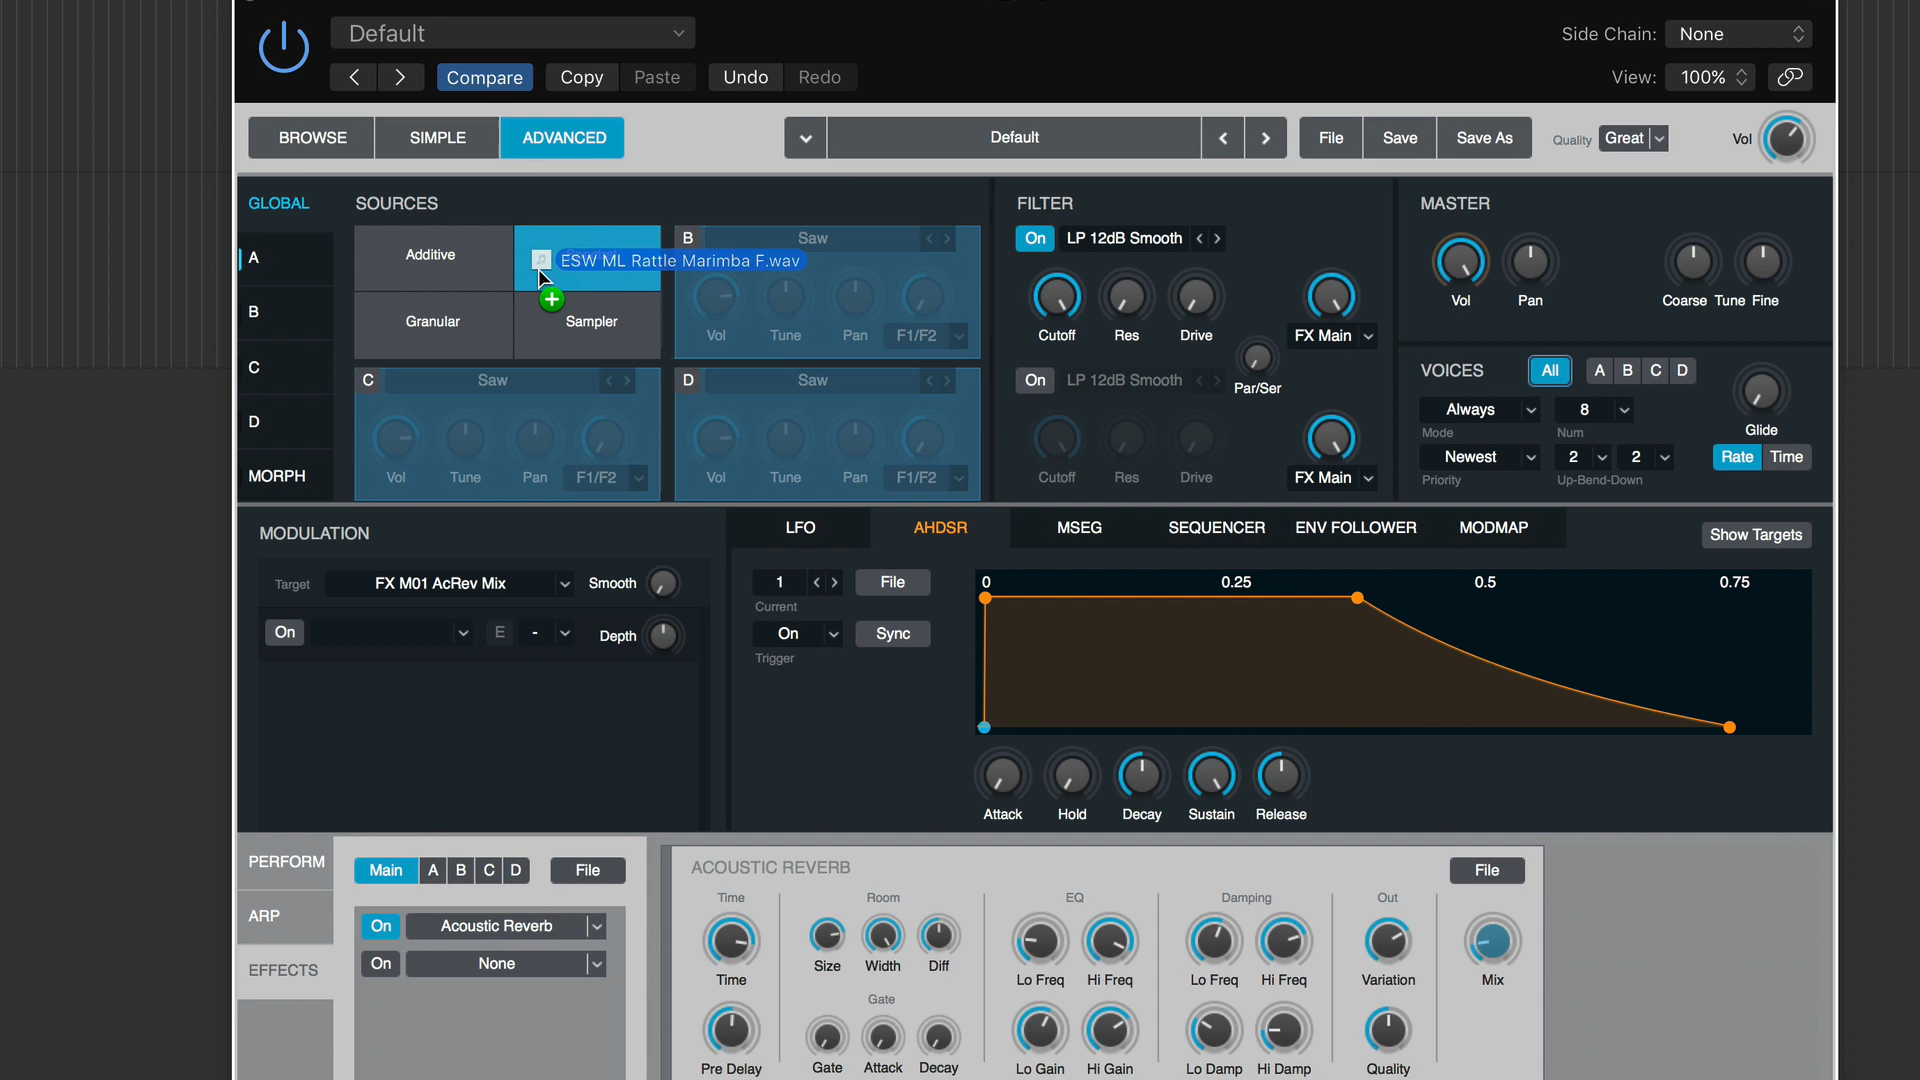 Default
Side Chain: None
Compare Copy Paste Undo Redo
View: 100%
BROWSE SIMPLE ADVANCED
Default
File Save Save As
Quality Great
Vol
GLOBAL
A
B
C
D
MORPH
SOURCES
Additive
ESW ML Rattle Marimba F.wav
Granular
Sampler
B Saw
Vol Tune Pan F1/F2
C Saw
Vol Tune Pan F1/F2
D Saw
Vol Tune Pan F1/F2
FILTER
On LP 12dB Smooth
Cutoff Res Drive FX Main
Par/Ser
On LP 12dB Smooth
Cutoff Res Drive FX Main
MASTER
Vol Pan Coarse Tune Fine
VOICES All A B C D
Always 8
Mode Num
Glide
Newest 2 2
Rate Time
Priority Up-Bend-Down
MODULATION
Target FX M01 AcRev Mix Smooth
On E - Depth
LFO AHDSR MSEG SEQUENCER ENV FOLLOWER MODMAP
Show Targets
1 File
Current
On Sync
Trigger
0 0.25 0.5 0.75
Attack Hold Decay Sustain Release
PERFORM
ARP
EFFECTS
Main A B C D File
On Acoustic Reverb
On None
ACOUSTIC REVERB File
Time Room EQ Damping Out
Time Size Width Diff Lo Freq Hi Freq Lo Freq Hi Freq Variation Mix
Gate
Pre Delay Gate Attack Decay Lo Gain Hi Gain Lo Damp Hi Damp Quality